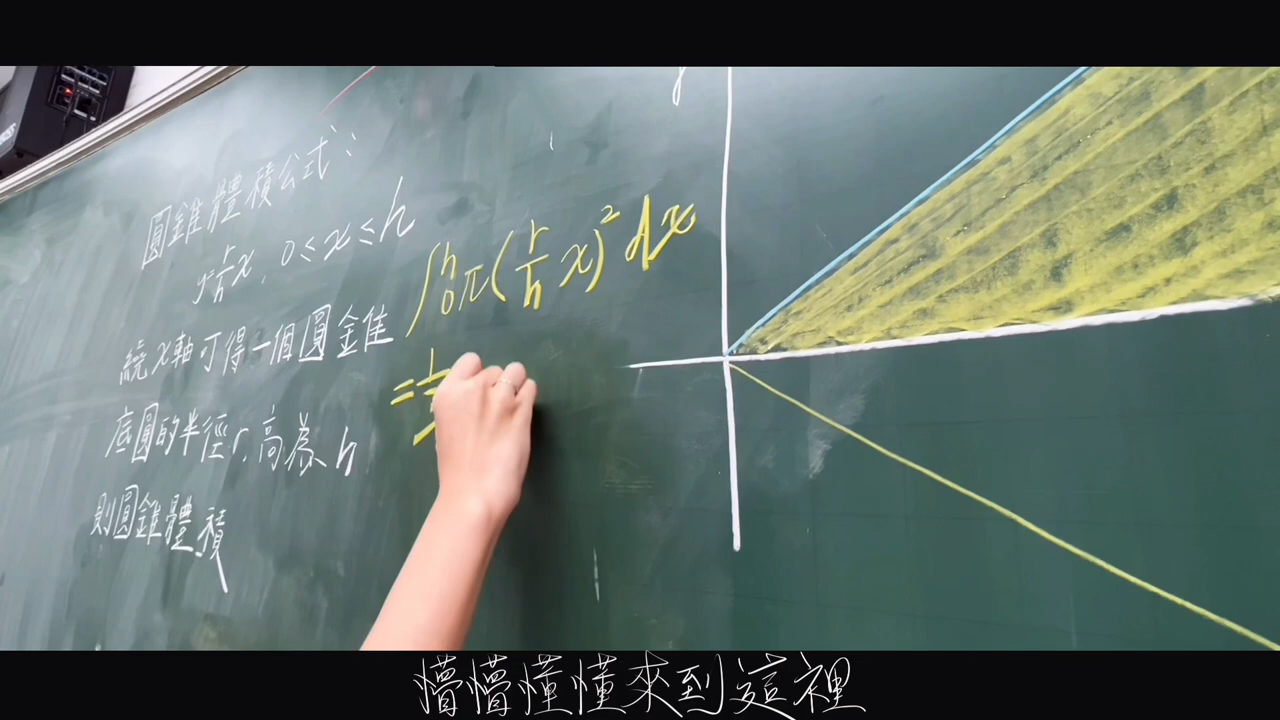 圓錐體積公式:
y=r/h x, 0≤x≤h
繞x軸可得一個圓錐
底圓的半徑r,高為h
則圓錐體積
∫₀ʰπ(r/h x)²dx
=
y
懵懵懂懂來到這裡